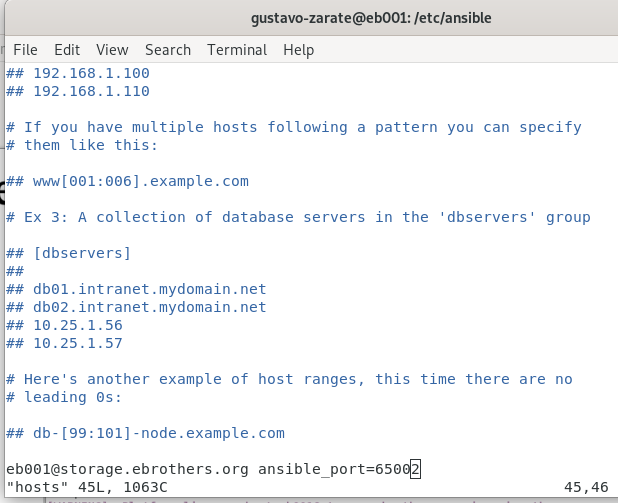 gustavo-zarate@eb001: /etc/ansible
File Edit View Search Terminal Help
## 192.168.1.100
## 192.168.1.110
# If you have multiple hosts following a pattern you can specify
# them like this:
## www[001:006].example.com
# Ex 3: A collection of database servers in the 'dbservers' group
## [dbservers]
##
## db01.intranet.mydomain.net
## db02.intranet.mydomain.net
## 10.25.1.56
## 10.25.1.57
# Here's another example of host ranges, this time there are no
# leading 0s:
## db-[99:101]-node.example.com
eb001@storage.ebrothers.org ansible_port=65002
"hosts" 45L, 1063C 45,46